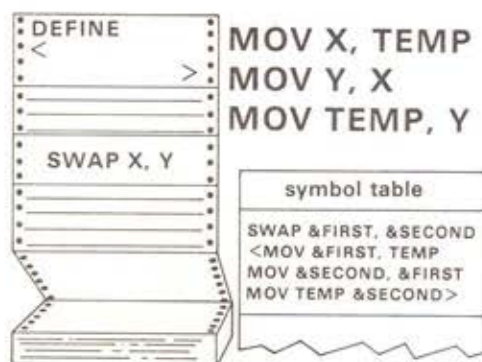 DEFINE
<
>
SWAP X, Y
MOV X, TEMP
MOV Y, X
MOV TEMP, Y
symbol table
SWAP &FIRST, &SECOND
<MOV &FIRST, TEMP
MOV &SECOND, &FIRST
MOV TEMP &SECOND>